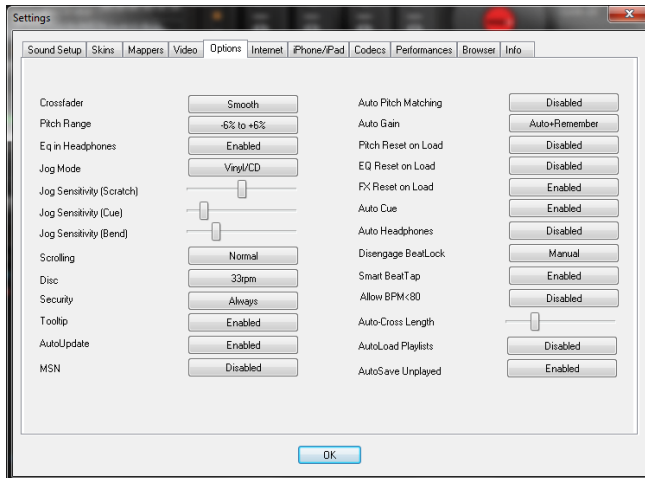 Settings
Sound Setup Skins Mappers Video Options Internet iPhone/iPad Codecs Performances Browser Info
Crossfader Smooth
Pitch Range -6% to +6%
Eq in Headphones Enabled
Jog Mode Vinyl/CD
Jog Sensitivity (Scratch)
Jog Sensitivity (Cue)
Jog Sensitivity (Bend)
Scrolling Normal
Disc 33rpm
Security Always
Tooltip Enabled
AutoUpdate Enabled
MSN Disabled
Auto Pitch Matching Disabled
Auto Gain Auto+Remember
Pitch Reset on Load Disabled
EQ Reset on Load Disabled
FX Reset on Load Enabled
Auto Cue Enabled
Auto Headphones Disabled
Disengage BeatLock Manual
Smart BeatTap Enabled
Allow BPM<80 Disabled
Auto-Cross Length
AutoLoad Playlists Disabled
AutoSave Unplayed Enabled
OK